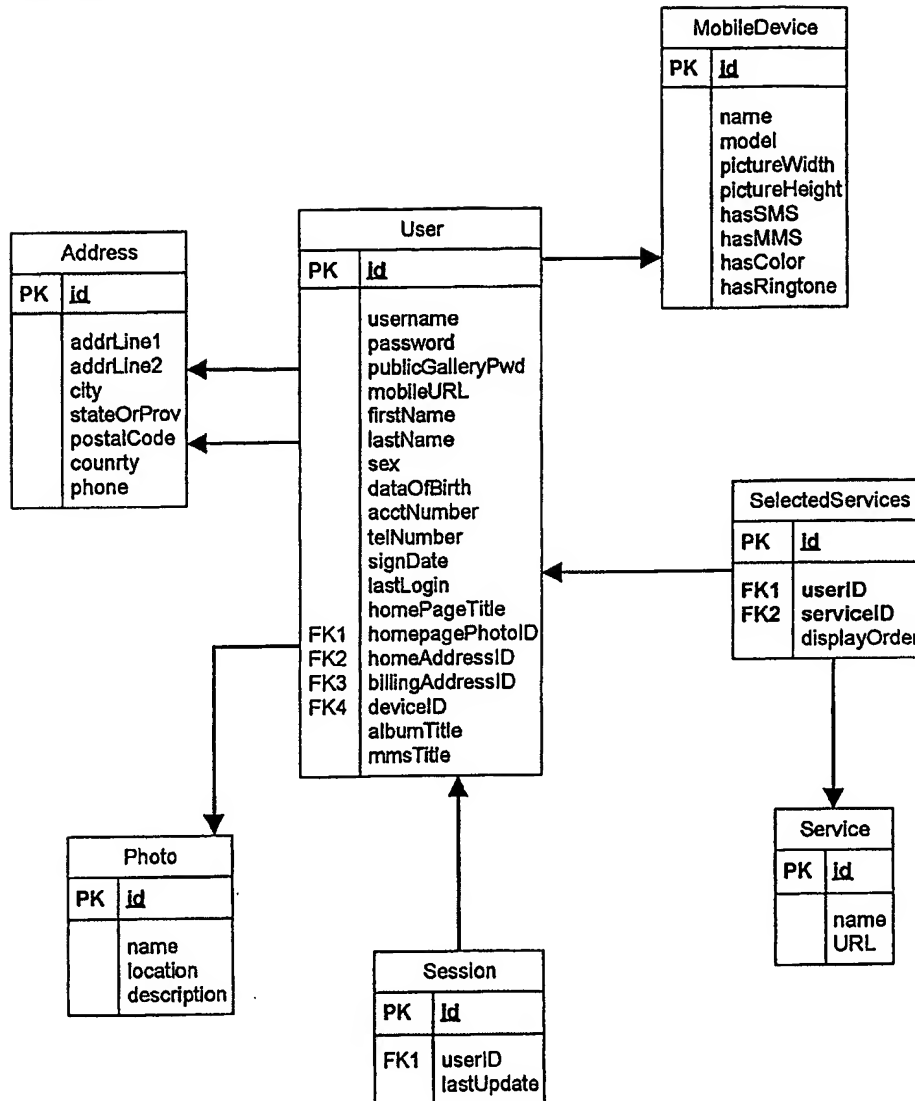 MobileDevice
PK id
name
model
pictureWidth
pictureHeight
hasSMS
hasMMS
hasColor
hasRingtone
User
PK id
username
password
publicGalleryPwd
mobileURL
firstName
lastName
sex
dataOfBirth
acctNumber
telNumber
signDate
lastLogin
homePageTitle
FK1 homepagePhotoID
FK2 homeAddressID
FK3 billingAddressID
FK4 deviceID
albumTitle
mmsTitle
Address
PK id
addrLine1
addrLine2
city
stateOrProv
postalCode
counrty
phone
SelectedServices
PK id
FK1 userID
FK2 serviceID
displayOrder
Service
PK id
name
URL
Photo
PK id
name
location
description
Session
PK id
FK1 userID
lastUpdate